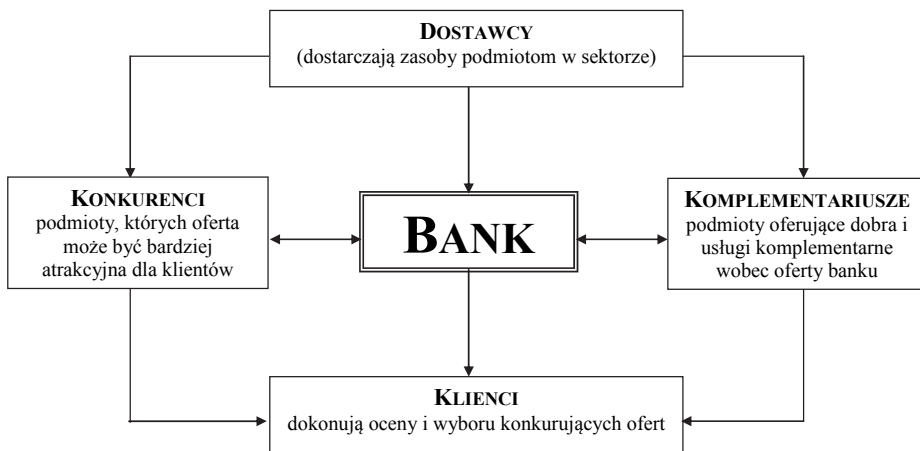 DOSTAWCY
(dostarczają zasoby podmiotom w sektorze)
KONKURENCI
podmioty, których oferta
może być bardziej
atrakcyjna dla klientów
BANK
KOMPLEMENTARIUSZE
podmioty oferujące dobra i
usługi komplementarne
wobec oferty banku
KLIENCI
dokonują oceny i wyboru konkurujących ofert